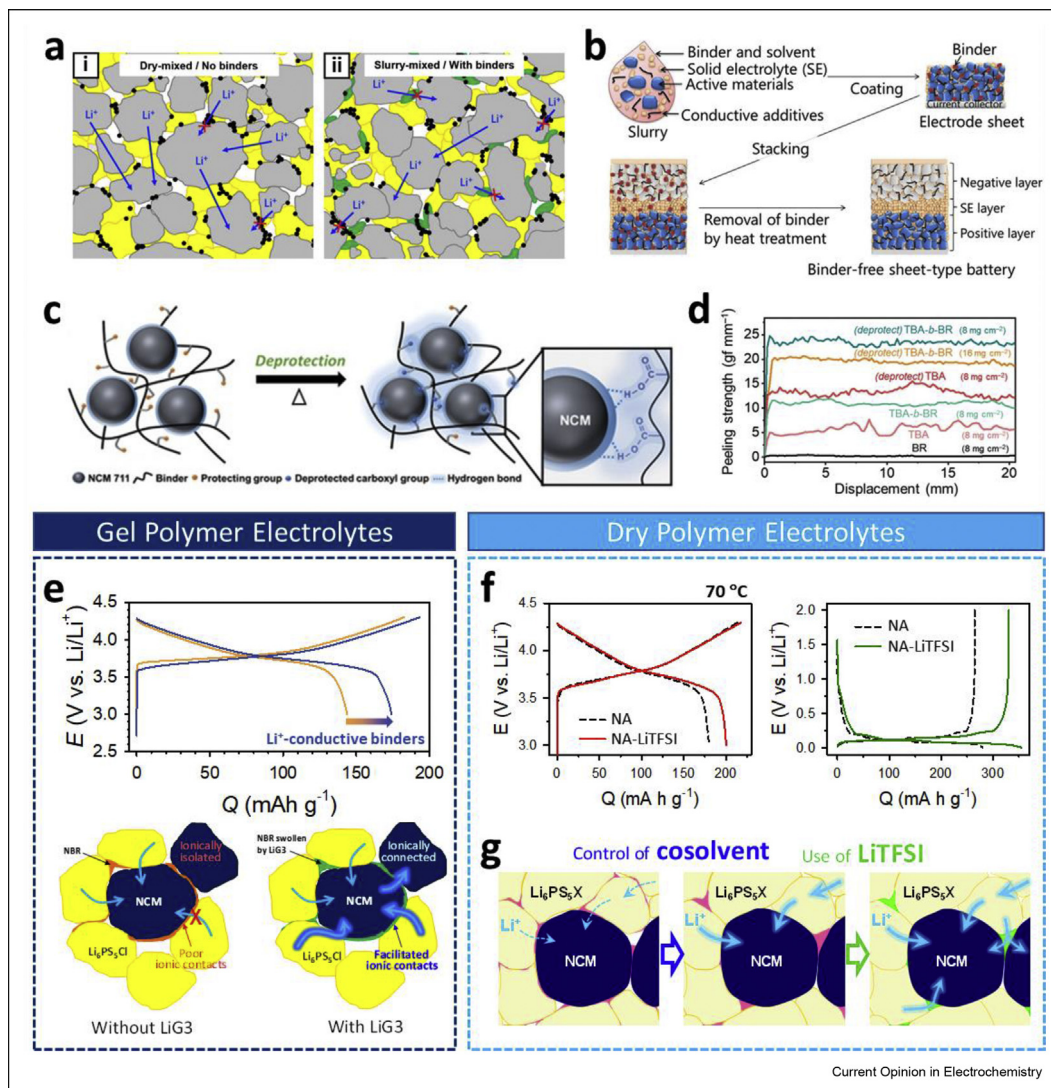 a
i
Dry-mixed / No binders
Li⁺
Li⁺
Li⁺
Li⁺
Li⁺
Li⁺
ii
Slurry-mixed / With binders
Li⁺
Li⁺
Li⁺
Li⁺
Li⁺
Li⁺
Li⁺
b
Binder and solvent
Solid electrolyte (SE)
Active materials
Conductive additives
Slurry
Coating
Binder
Current collector
Electrode sheet
Stacking
Removal of binder
by heat treatment
Negative layer
SE layer
Positive layer
Binder-free sheet-type battery
c
Deprotection
Δ
NCM
O
C
H
O
O
C
H
O
NCM 711 Binder Protecting group Deprotected carboxyl group Hydrogen bond
d
Peeling strength (gf mm⁻¹)
25
20
15
10
5
0
(deprotect) TBA-b-BR (8 mg cm⁻²)
(deprotect) TBA-b-BR (16 mg cm⁻²)
(deprotect) TBA (8 mg cm⁻²)
TBA-b-BR (8 mg cm⁻²)
TBA (8 mg cm⁻²)
BR (8 mg cm⁻²)
0 5 10 15 20
Displacement (mm)
Gel Polymer Electrolytes
e
E (V vs. Li/Li⁺)
4.5
4.0
3.5
3.0
2.5
Li⁺-conductive binders
0 50 100 150 200
Q (mAh g⁻¹)
NBR
Ionically
isolated
NCM
Li₆PS₅Cl
Poor
ionic contacts
Without LiG3
NBR swollen
by LiG3
Ionically
connected
NCM
Li₆PS₅Cl
Facilitated
ionic contacts
With LiG3
Dry Polymer Electrolytes
f
70 °C
E (V vs. Li/Li⁺)
4.5
4.0
3.5
3.0
NA
NA-LiTFSI
0 50 100 150 200
Q (mA h g⁻¹)
E (V vs. Li/Li⁺)
2.0
1.5
1.0
0.5
0.0
NA
NA-LiTFSI
0 100 200 300
Q (mA h g⁻¹)
g
Control of cosolvent
Use of LiTFSI
Li₆PS₅X
Li⁺
NCM
Li₆PS₅X
Li⁺
NCM
Li₆PS₅X
Li⁺
NCM
Current Opinion in Electrochemistry